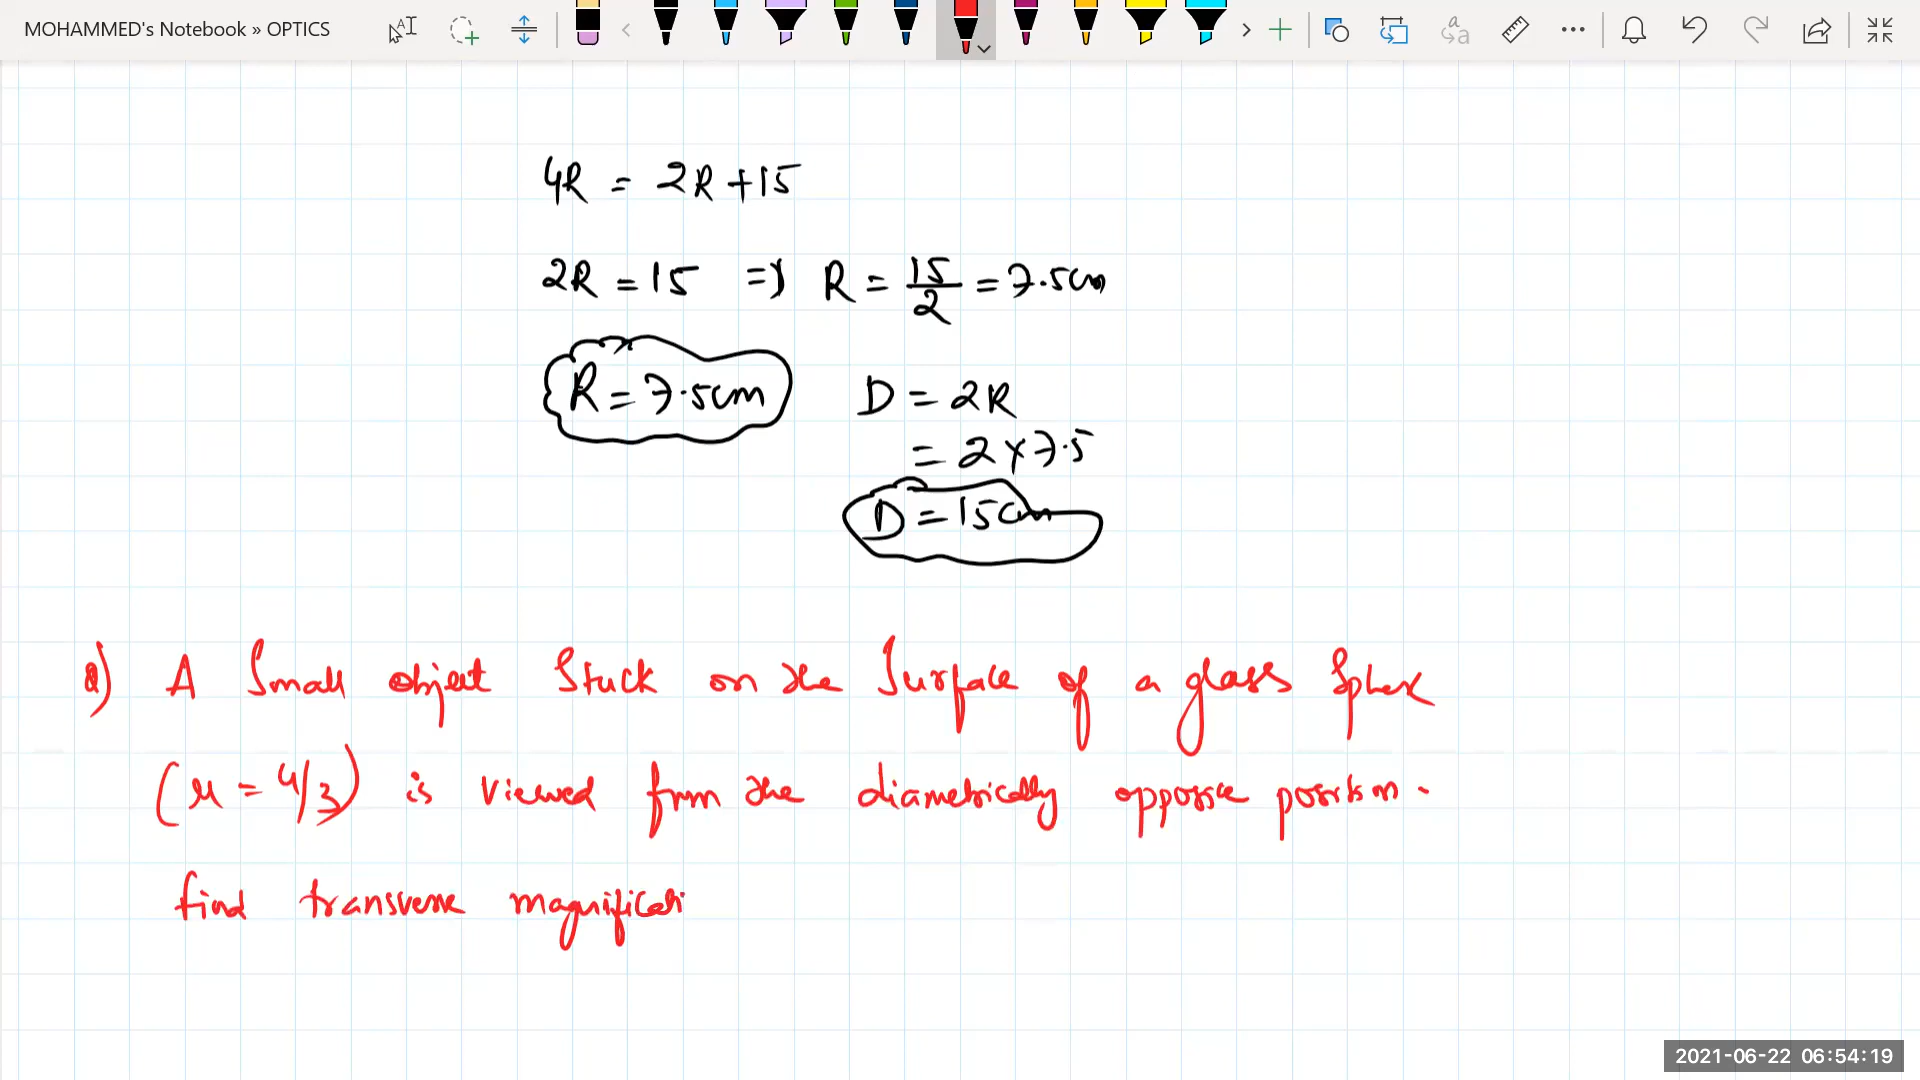 MOHAMMED's Notebook » OPTICS
4R = 2R + 15
2R = 15 => R = 15/2 = 7.5cm
R = 7.5cm
D = 2R
= 2 x 7.5
D = 15cm
Q) A Small object Stuck on the Surface of a glass Sphere
(μ = 4/3) is viewed from the diametrically opposite position.
find transverse magnificati
2021-06-22 06:54:19